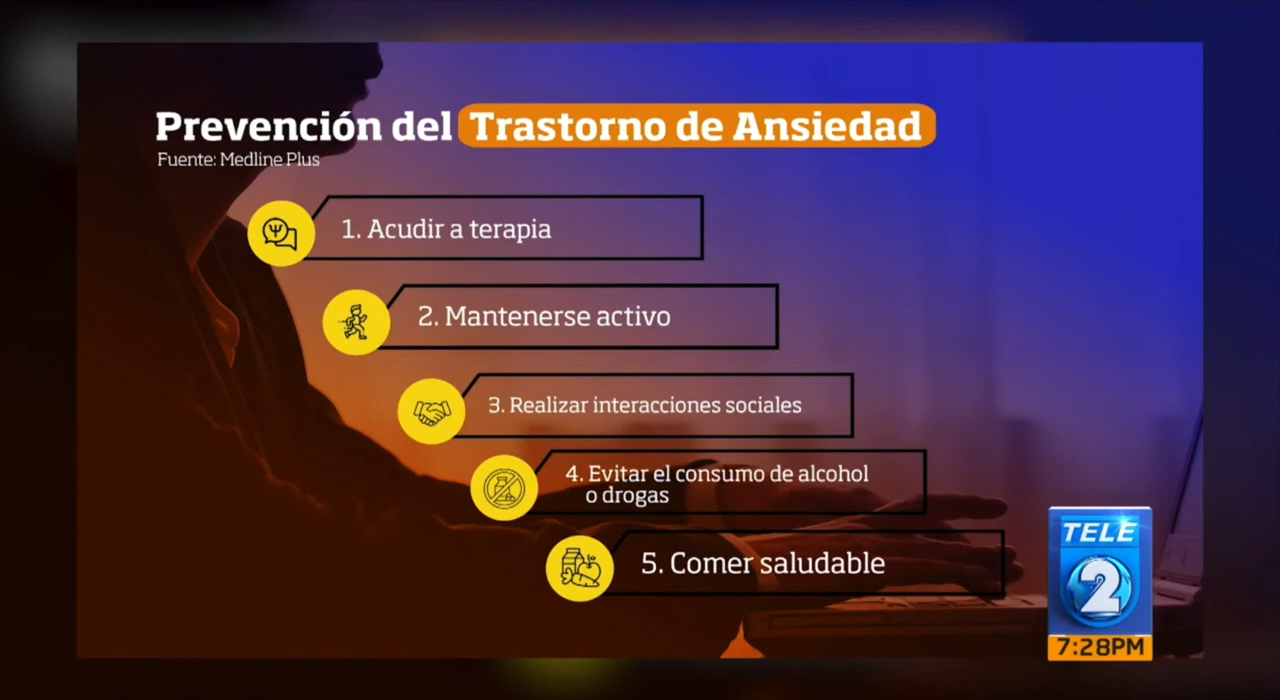 Prevención del Trastorno de Ansiedad
Fuente: Medline Plus
1. Acudir a terapia
2. Mantenerse activo
3. Realizar interacciones sociales
4. Evitar el consumo de alcohol
o drogas
5. Comer saludable
TELE
2
7:28PM